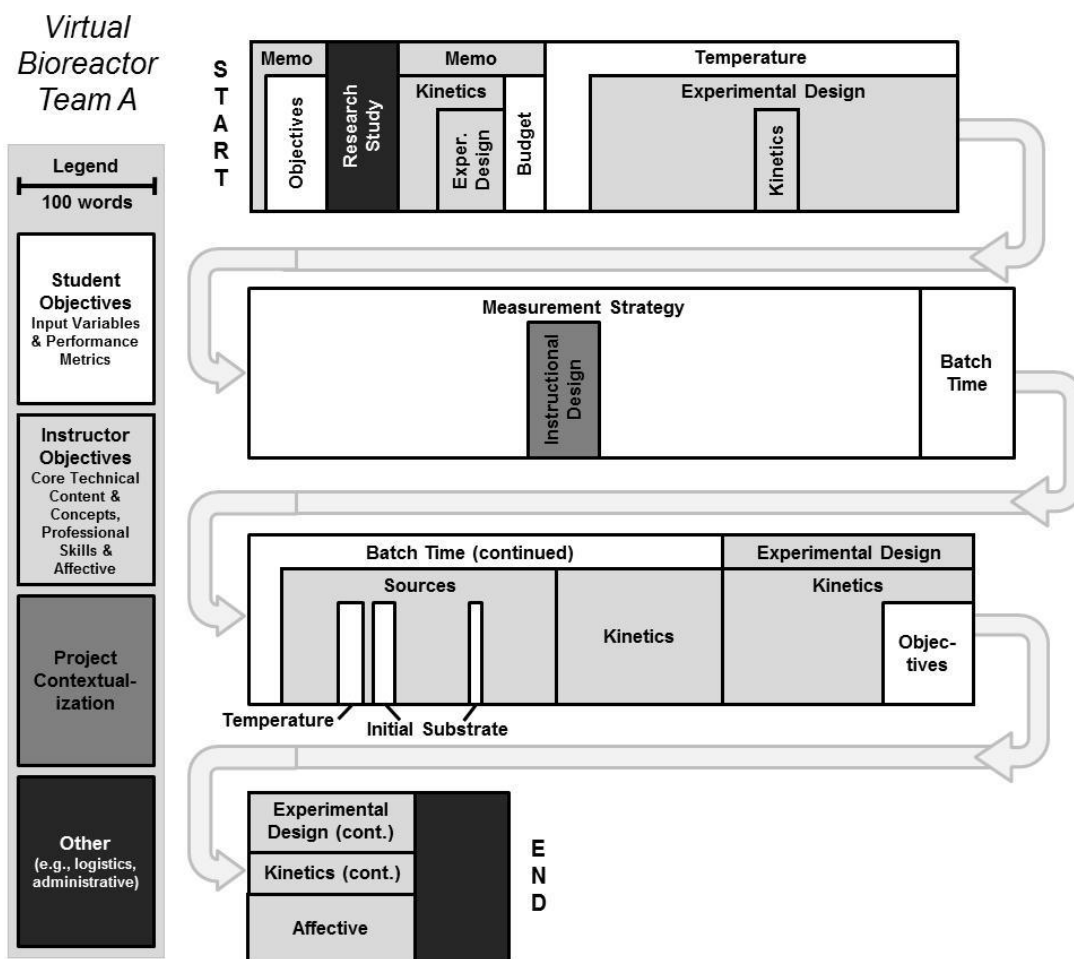 Virtual
Bioreactor
Team A
Legend
100 words
Student
Objectives
Input Variables
& Performance
Metrics
Instructor
Objectives
Core Technical
Content &
Concepts,
Professional
Skills &
Affective
Project
Contextual-
ization
Other
(e.g., logistics,
administrative)
START
Memo
Objectives
Research
Study
Memo
Kinetics
Exper.
Design
Budget
Temperature
Experimental Design
Kinetics
Measurement Strategy
Instructional
Design
Batch
Time
Batch Time (continued)
Sources
Temperature
Initial Substrate
Kinetics
Experimental Design
Kinetics
Objec-
tives
Experimental
Design (cont.)
Kinetics (cont.)
Affective
END